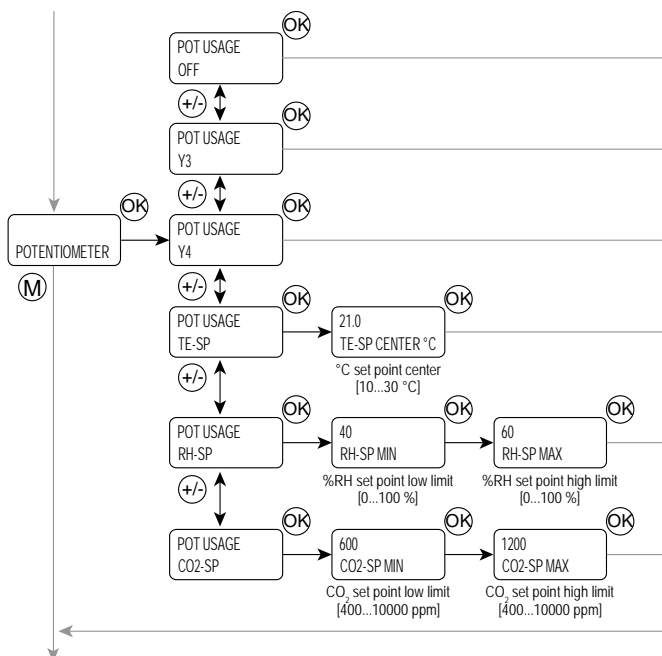 OK
POT USAGE
OFF
+/-
OK
POT USAGE
Y3
+/-
OK
OK
POTENTIOMETER
M
POT USAGE
Y4
+/-
OK
OK
POT USAGE
TE-SP
21.0
TE-SP CENTER °C
°C set point center
[10...30 °C]
+/-
OK
OK
OK
POT USAGE
RH-SP
40
RH-SP MIN
60
RH-SP MAX
%RH set point low limit
[0...100 %]
%RH set point high limit
[0...100 %]
+/-
OK
OK
OK
POT USAGE
CO2-SP
600
CO2-SP MIN
1200
CO2-SP MAX
CO2 set point low limit
[400...10000 ppm]
CO2 set point high limit
[400...10000 ppm]